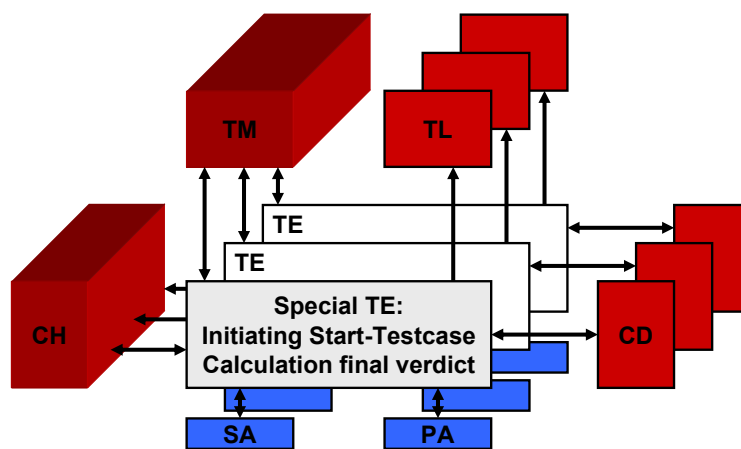 TM
TL
TE
TE
Special TE:
Initiating Start-Testcase
Calculation final verdict
CH
CD
SA
PA